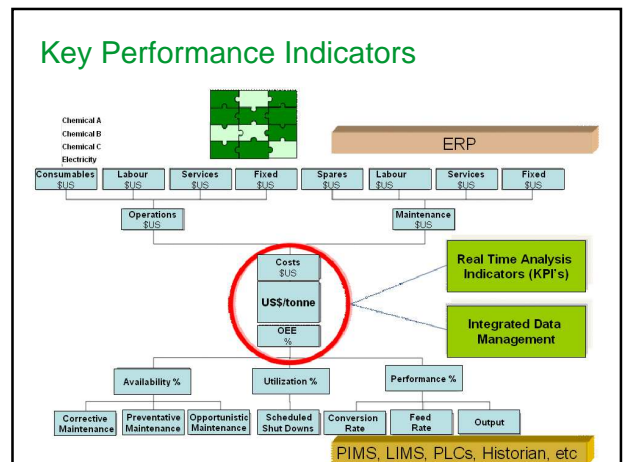 Key Performance Indicators
Chemical A
Chemical B
Chemical C
Electricity
ERP
Consumables
$US
Labour
$US
Services
$US
Fixed
$US
Spares
$US
Labour
$US
Services
$US
Fixed
$US
Operations
$US
Maintenance
$US
Costs
$US
US$/tonne
OEE
%
Real Time Analysis
Indicators (KPI's)
Integrated Data
Management
Availability %
Utilization %
Performance %
Corrective
Maintenance
Preventative
Maintenance
Opportunistic
Maintenance
Scheduled
Shut Downs
Conversion
Rate
Feed
Rate
Output
PIMS, LIMS, PLCs, Historian, etc